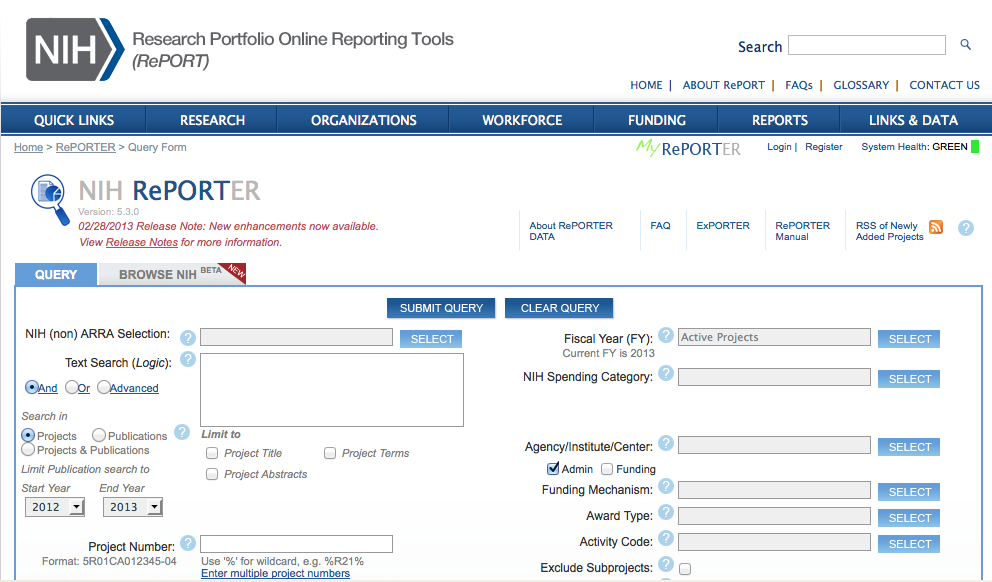 NIH Research Portfolio Online Reporting Tools
(RePORT)
Search
HOME | ABOUT RePORT | FAQs | GLOSSARY | CONTACT US
QUICK LINKS RESEARCH ORGANIZATIONS WORKFORCE FUNDING REPORTS LINKS & DATA
Home > RePORTER > Query Form
My RePORTER Login | Register System Health: GREEN
NIH RePORTER
Version: 5.3.0
02/28/2013 Release Note: New enhancements now available.
View Release Notes for more information.
About RePORTER DATA
FAQ
ExPORTER
RePORTER Manual
RSS of Newly Added Projects
?
QUERY BROWSE NIH BETA NEW
SUBMIT QUERY CLEAR QUERY
NIH (non) ARRA Selection: ? SELECT
Text Search (Logic): ?
And Or Advanced
Search in
Projects Publications ?
Projects & Publications
Limit Publication search to
Start Year End Year
2012 2013
Limit to
Project Title Project Terms
Project Abstracts
Project Number: ?
Format: 5R01CA012345-04
Use '%' for wildcard, e.g. %R21%
Enter multiple project numbers
Fiscal Year (FY): ? Active Projects SELECT
Current FY is 2013
NIH Spending Category: ? SELECT
Agency/Institute/Center: ? SELECT
Admin Funding
Funding Mechanism: ? SELECT
Award Type: ? SELECT
Activity Code: ? SELECT
Exclude Subprojects: ?